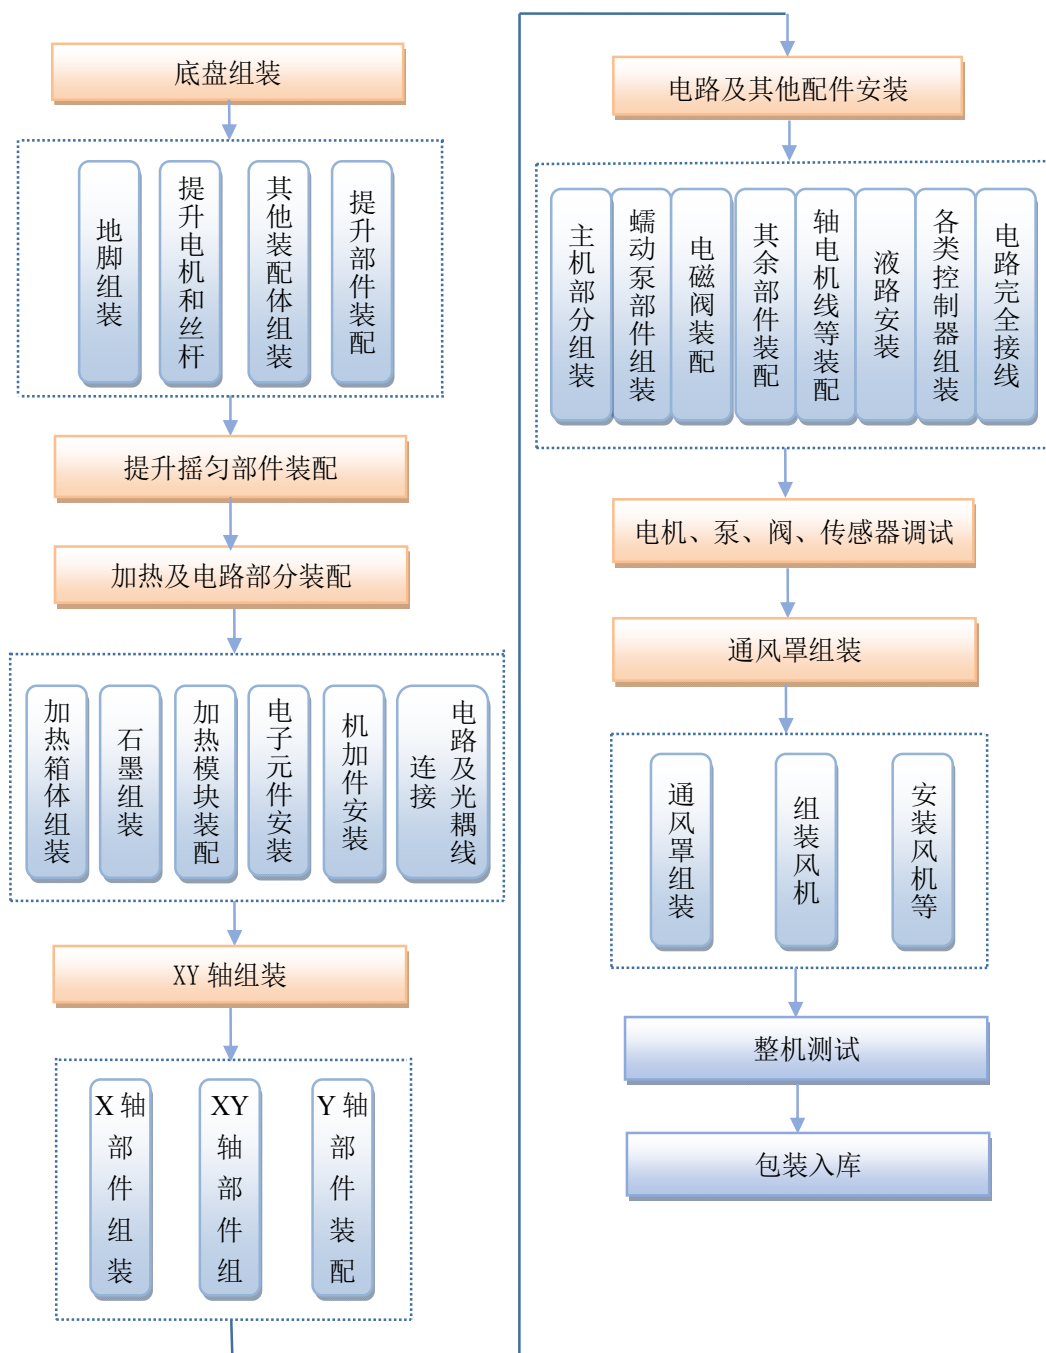 底盘组装
地脚组装
提升电机和丝杆
其他装配体组装
提升部件装配
提升摇匀部件装配
加热及电路部分装配
加热箱体组装
石墨组装
加热模块装配
电子元件安装
机加件安装
电路及光耦线
连接
XY 轴组装
X 轴部件组装
XY轴部件组
Y 轴部件装配
电路及其他配件安装
主机部分组装
蠕动泵部件组装
电磁阀装配
其余部件装配
轴电机线等装配
液路安装
各类控制器组装
电路完全接线
电机、泵、阀、传感器调试
通风罩组装
通风罩组装
组装风机
安装风机等
整机测试
包装入库